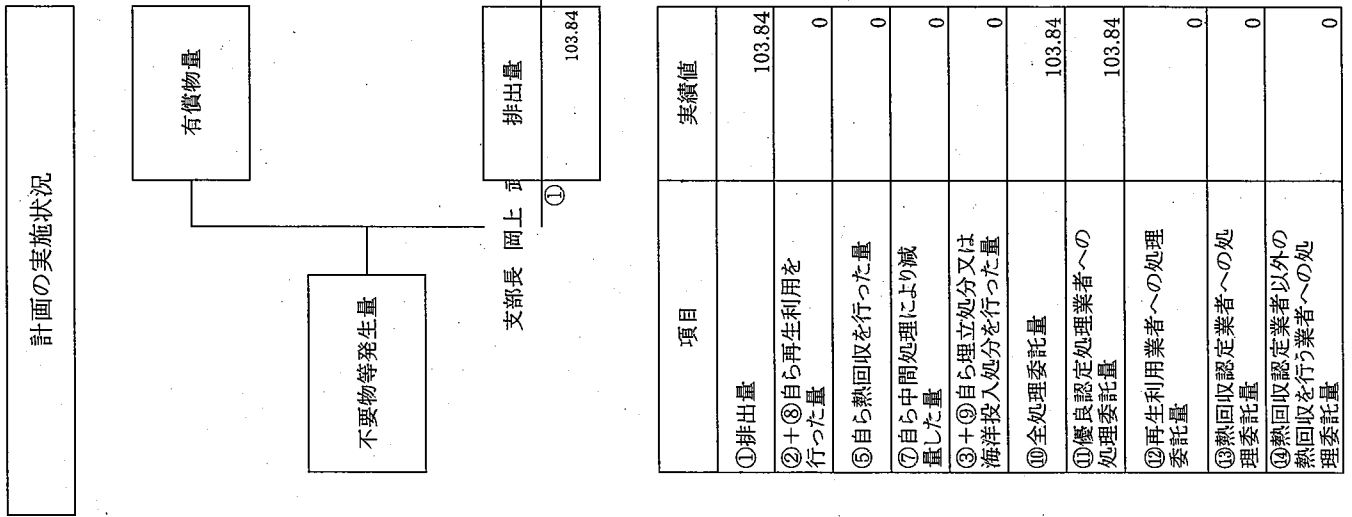 計画の実施状況
有償物量
不要物等発生量
排出量
① 103.84
支部長 岡上
項目 実績値
①排出量 103.84
②+⑧自ら再生利用を
行った量 0
⑤自ら熱回収を行った量 0
⑦自ら中間処理により減
量した量 0
③+⑨自ら埋立処分又は
海洋投入処分を行った量 0
⑩全処理委託量 103.84
⑪優良認定処理業者への
処理委託量 103.84
⑫再生利用業者への処理
委託量 0
⑬熱回収認定業者への処
理委託量 0
⑭熱回収認定業者以外の
熱回収を行う業者への処
理委託量 0